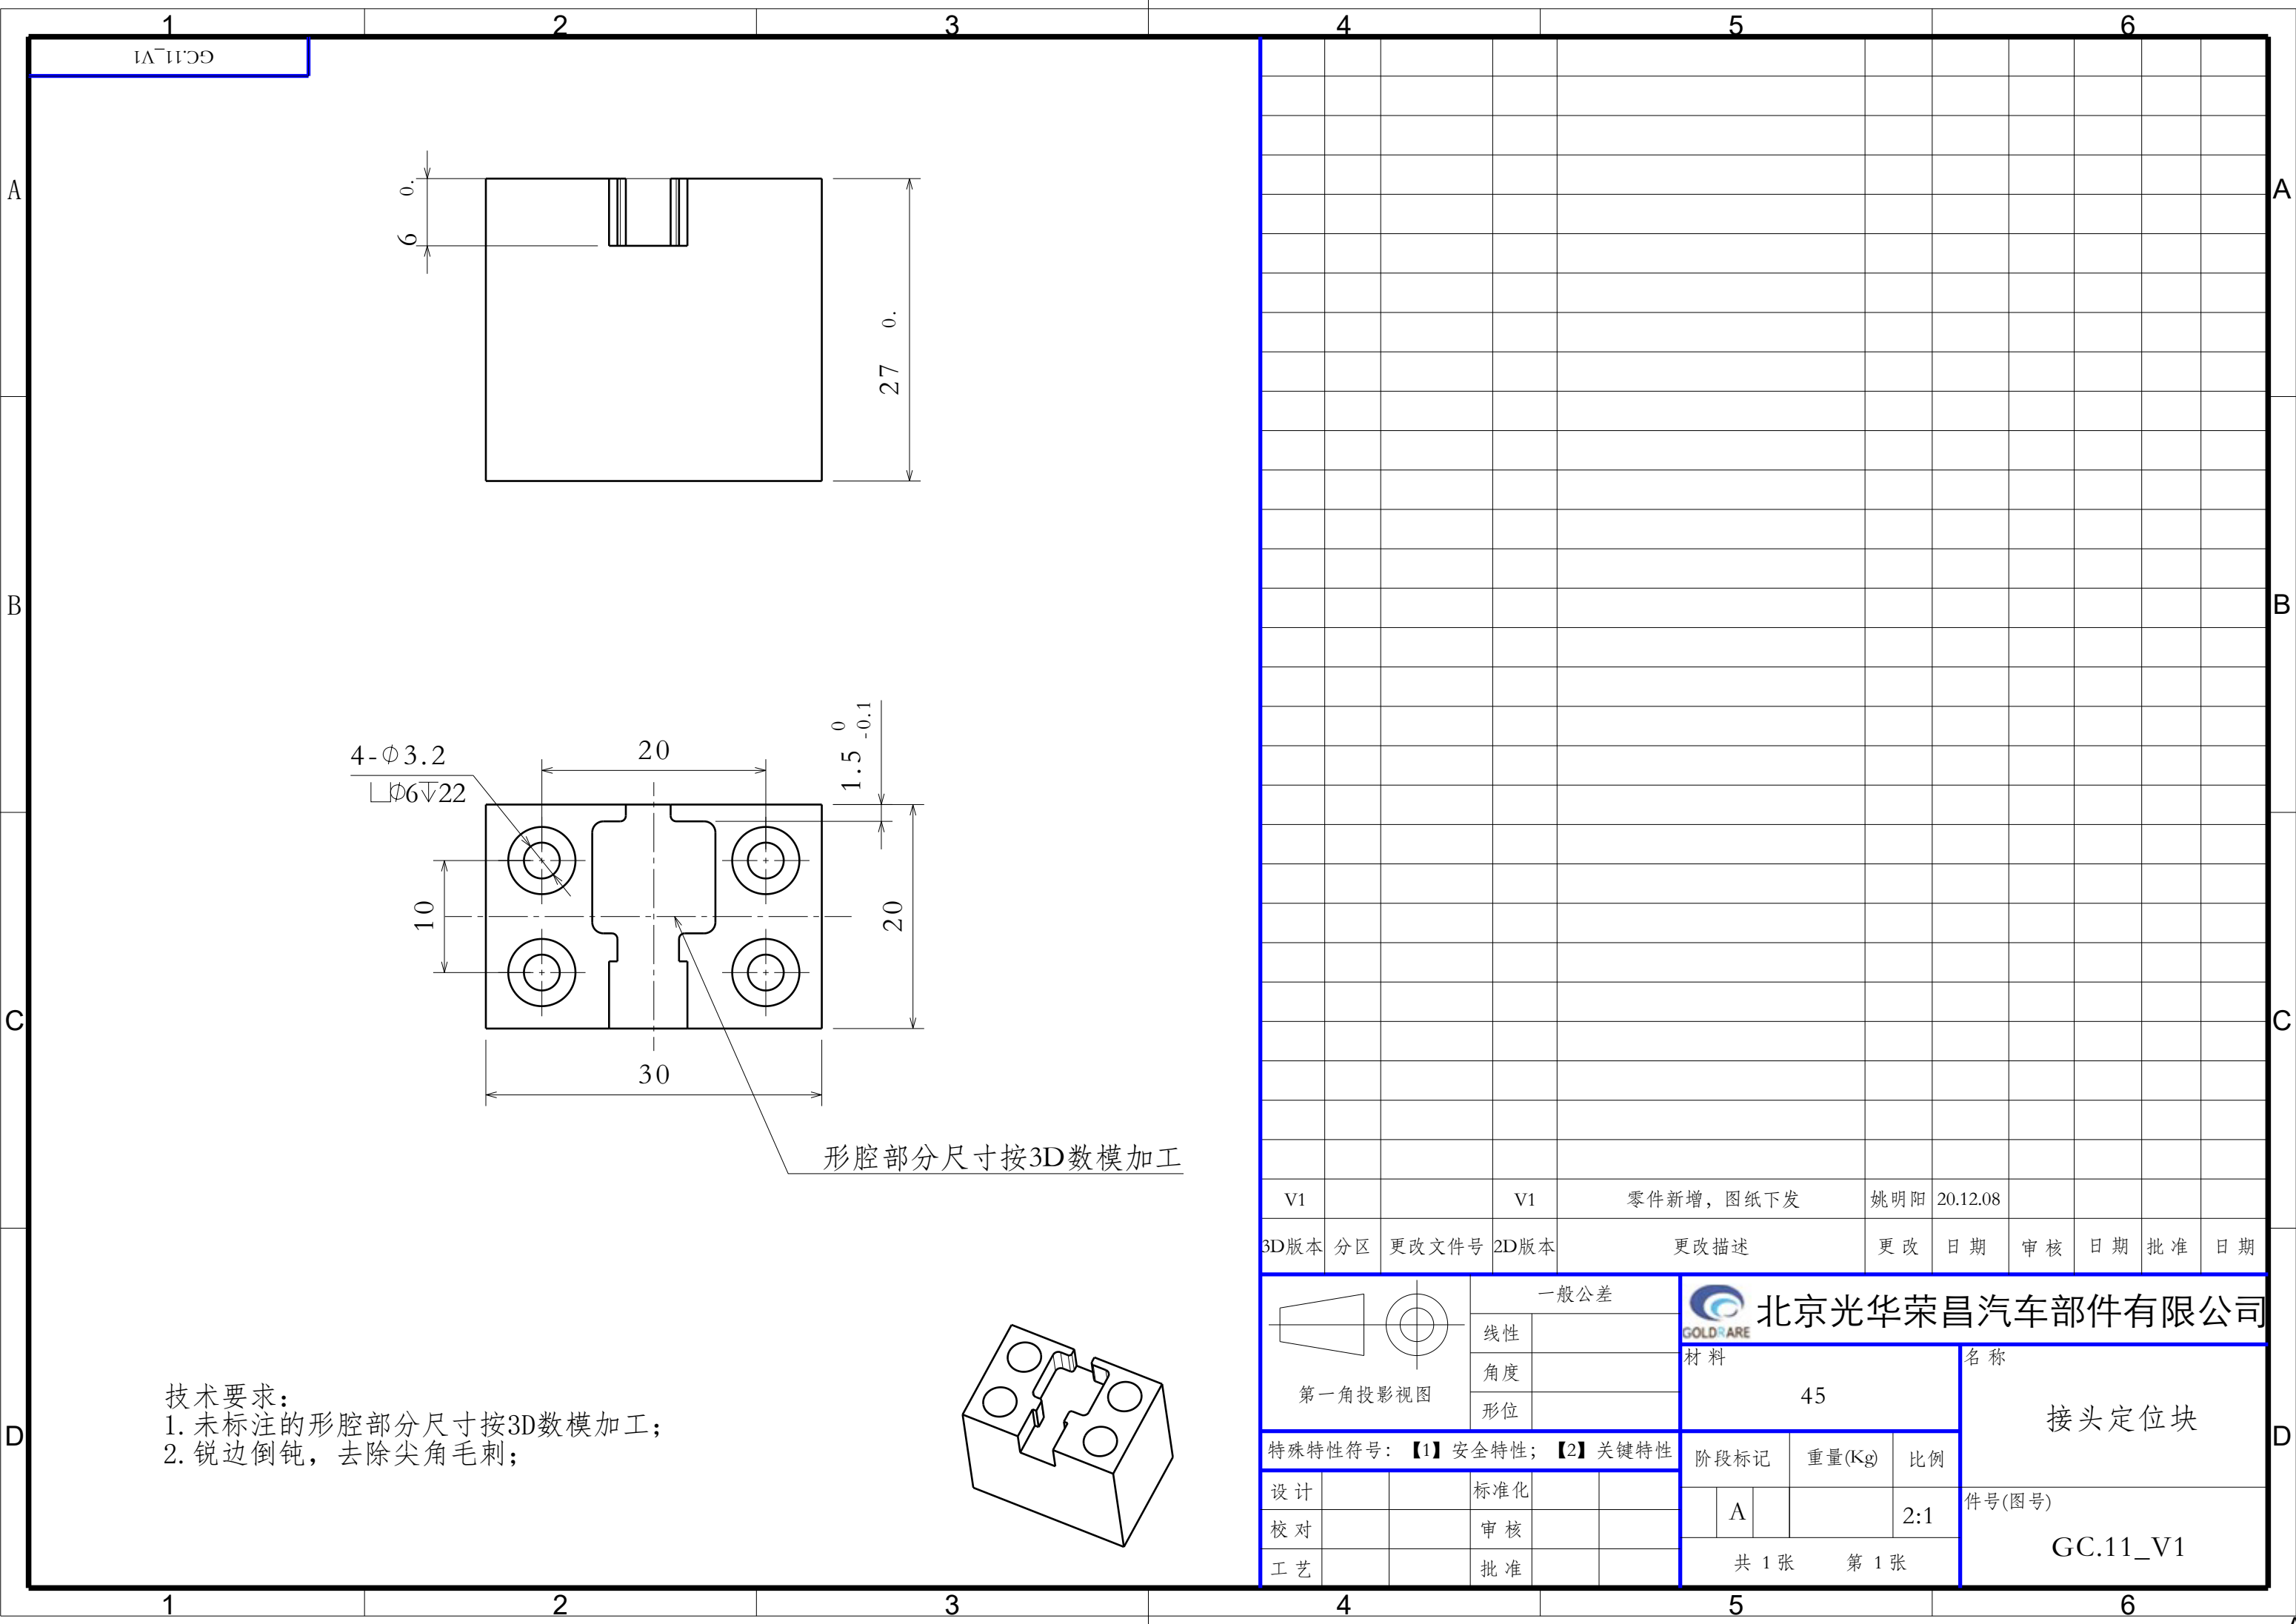 1 2 3 4 5 6
GC.11_V1
A
A
6 0.
27 0.
B
B
4-Φ3.2
⌴Φ6↧22
20
1.5 0 -0.1
10
20
30
形腔部分尺寸按3D数模加工
C
C
技术要求:
1.未标注的形腔部分尺寸按3D数模加工;
2.锐边倒钝, 去除尖角毛刺;
D
D
V1 V1 零件新增, 图纸下发 姚明阳 20.12.08
3D版本 分区 更改文件号 2D版本 更改描述 更改 日期 审核 日期 批准 日期
第一角投影视图
一般公差
线性
角度
形位
特殊特性符号: 【1】安全特性; 【2】关键特性
设计 标准化
校对 审核
工艺 批准
GOLDRARE
北京光华荣昌汽车部件有限公司
材料
45
名称
接头定位块
阶段标记 重量(Kg) 比例
A 2:1
共 1张 第 1张
件号(图号)
GC.11_V1
1 2 3 4 5 6